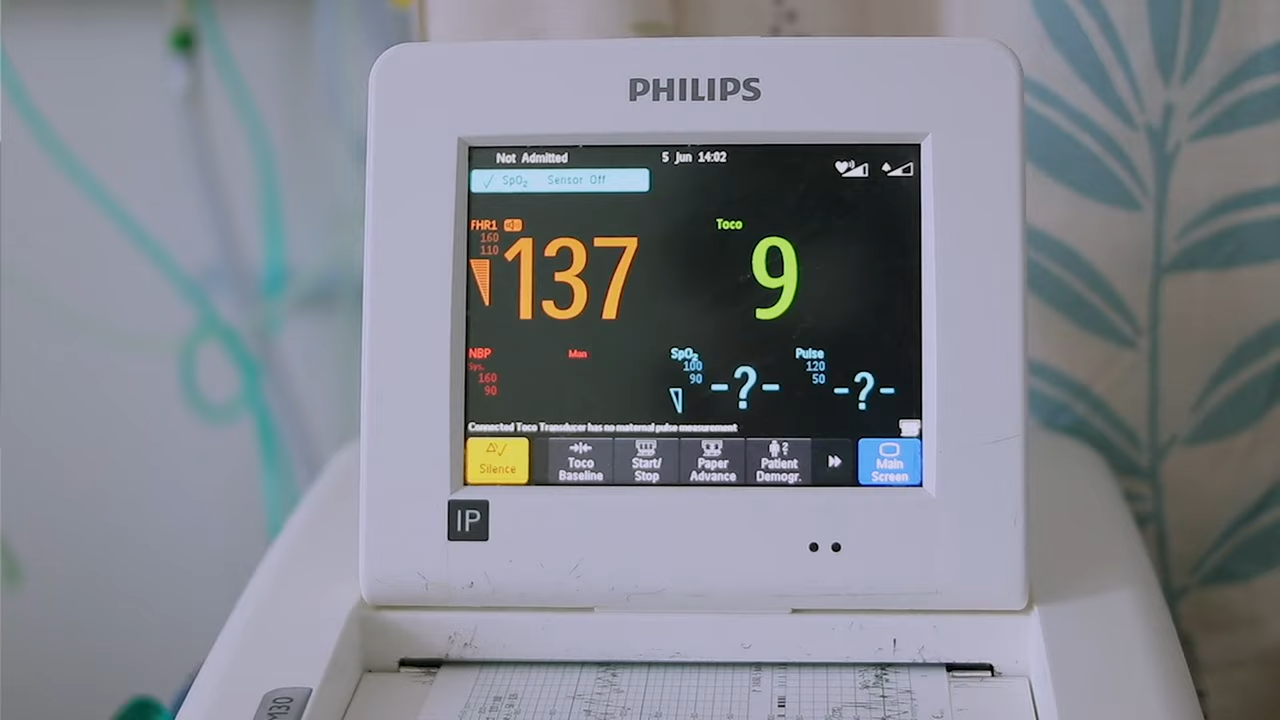 PHILIPS
Not Admitted
5 Jun 14:02
SpO₂ Sensor Off
FHR1
160
110
137
Toco
9
NBP
Man
Sys.
160
90
SpO₂
100
90
-?-
Pulse
120
50
-?-
Connected Toco Transducer has no maternal pulse measurement
Silence
Toco
Baseline
Start/
Stop
Paper
Advance
2
Patient
Demogr.
Main
Screen
IP